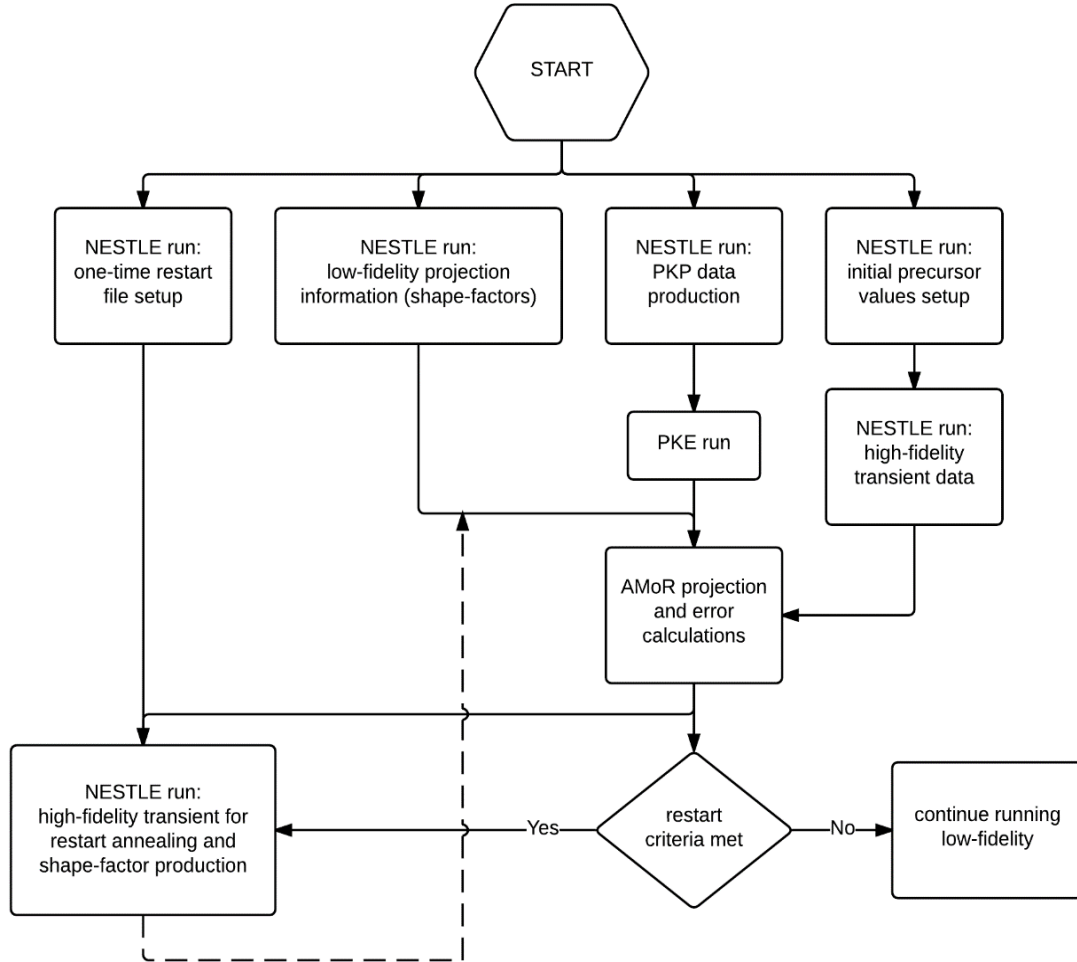 START
NESTLE run:
one-time restart
file setup
NESTLE run:
low-fidelity projection
information (shape-factors)
NESTLE run:
PKP data
production
NESTLE run:
initial precursor
values setup
PKE run
NESTLE run:
high-fidelity
transient data
AMoR projection
and error
calculations
NESTLE run:
high-fidelity transient for
restart annealing and
shape-factor production
Yes
restart
criteria met
No
continue running
low-fidelity